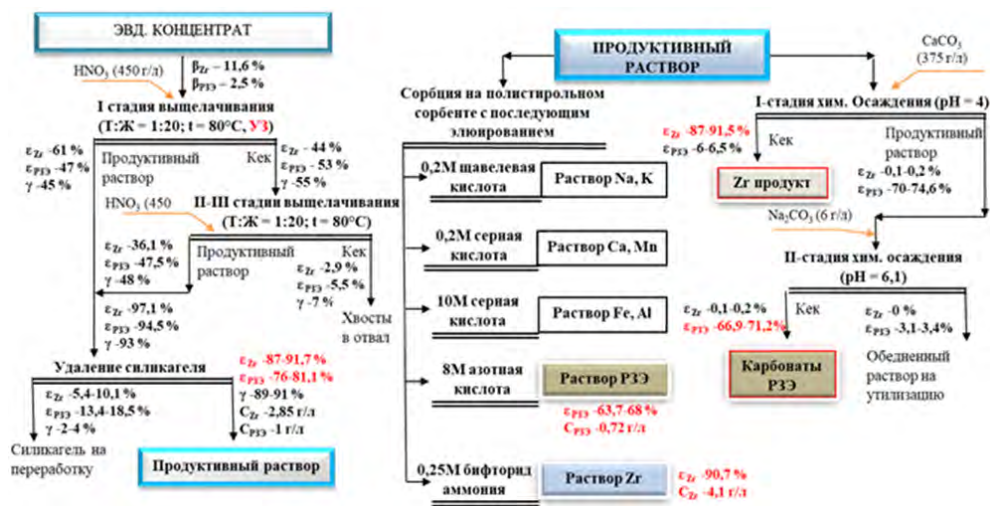 ЭВД. КОНЦЕНТРАТ
HNO₃ (450 г/л)
βZr – 11,6 %
βРЗЭ – 2,5 %
I стадия выщелачивания
(Т:Ж = 1:20; t = 80°C, УЗ)
εZr -61 %
εРЗЭ -47 %
γ -45 %
Продуктивный
раствор
Кек
εZr - 44 %
εРЗЭ - 53 %
γ -55 %
HNO₃ (450
II-III стадии выщелачивания
(Т:Ж = 1:20; t = 80°C)
εZr -36,1 %
εРЗЭ -47,5 %
γ -48 %
Продуктивный
раствор
Кек
εZr -2,9 %
εРЗЭ -5,5 %
γ -7 %
Хвосты
в отвал
εZr -97,1 %
εРЗЭ -94,5 %
γ -93 %
Удаление силикагеля
εZr -5,4-10,1 %
εРЗЭ -13,4-18,5 %
γ -2-4 %
εZr -87-91,7 %
εРЗЭ -76-81,1 %
γ -89-91 %
CZr -2,85 г/л
CРЗЭ -1 г/л
Силикагель на
переработку
Продуктивный раствор
ПРОДУКТИВНЫЙ
РАСТВОР
Сорбция на полистирольном
сорбенте с последующим
элюированием
0,2М щавелевая
кислота
Раствор Na, K
0,2М серная
кислота
Раствор Ca, Mn
10М серная
кислота
Раствор Fe, Al
8М азотная
кислота
Раствор РЗЭ
εРЗЭ -63,7-68 %
CРЗЭ -0,72 г/л
0,25М бифторид
аммония
Раствор Zr
εZr -90,7 %
CZr -4,1 г/л
CaCO₃
(375 г/л)
I-стадия хим. Осаждения (pH = 4)
εZr -87-91,5 %
εРЗЭ -6-6,5 %
Кек
Продуктивный
раствор
εZr -0,1-0,2 %
εРЗЭ -70-74,6 %
Zr продукт
Na₂CO₃ (6 г/л)
II-стадия хим. осаждения
(pH = 6,1)
εZr -0,1-0,2 %
εРЗЭ -66,9-71,2%
Кек
εZr -0 %
εРЗЭ -3,1-3,4%
Карбонаты
РЗЭ
Обедненный
раствор на
утилизацию